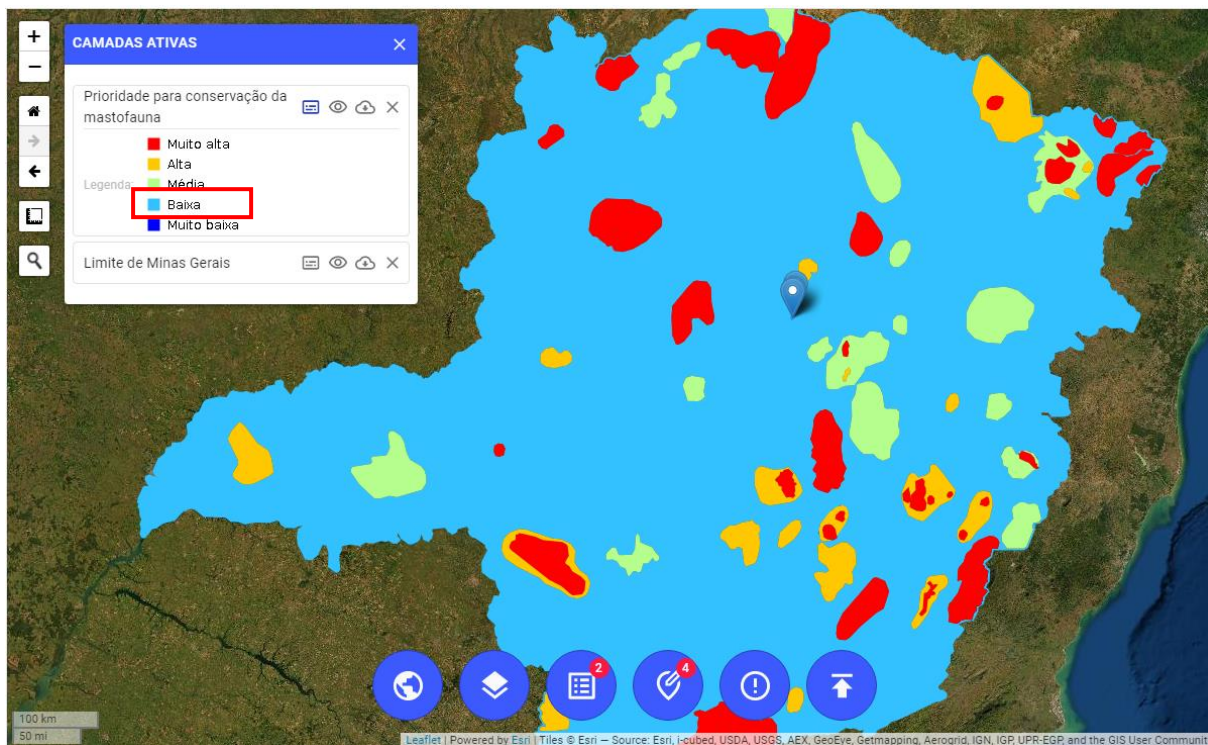 +
−
CAMADAS ATIVAS ×
Prioridade para conservação da
mastofauna
Legenda:
Muito alta
Alta
Média
Baixa
Muito baixa
Limite de Minas Gerais
2
4
100 km
50 mi
Leaflet | Powered by Esri | Tiles © Esri — Source: Esri, i-cubed, USDA, USGS, AEX, GeoEye, Getmapping, Aerogrid, IGN, IGP, UPR-EGP, and the GIS User Communit